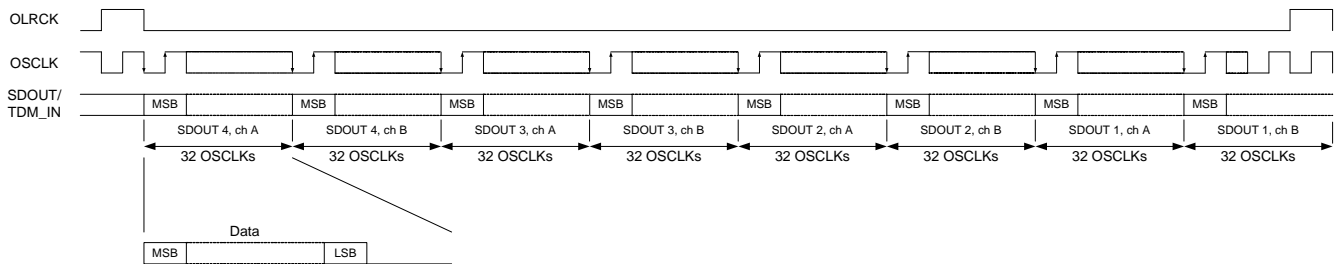 OLRCK
OSCLK
SDOUT/
TDM_IN
MSB MSB MSB MSB MSB MSB MSB MSB
SDOUT 4, ch A SDOUT 4, ch B SDOUT 3, ch A SDOUT 3, ch B SDOUT 2, ch A SDOUT 2, ch B SDOUT 1, ch A SDOUT 1, ch B
32 OSCLKs 32 OSCLKs 32 OSCLKs 32 OSCLKs 32 OSCLKs 32 OSCLKs 32 OSCLKs 32 OSCLKs
Data
MSB LSB